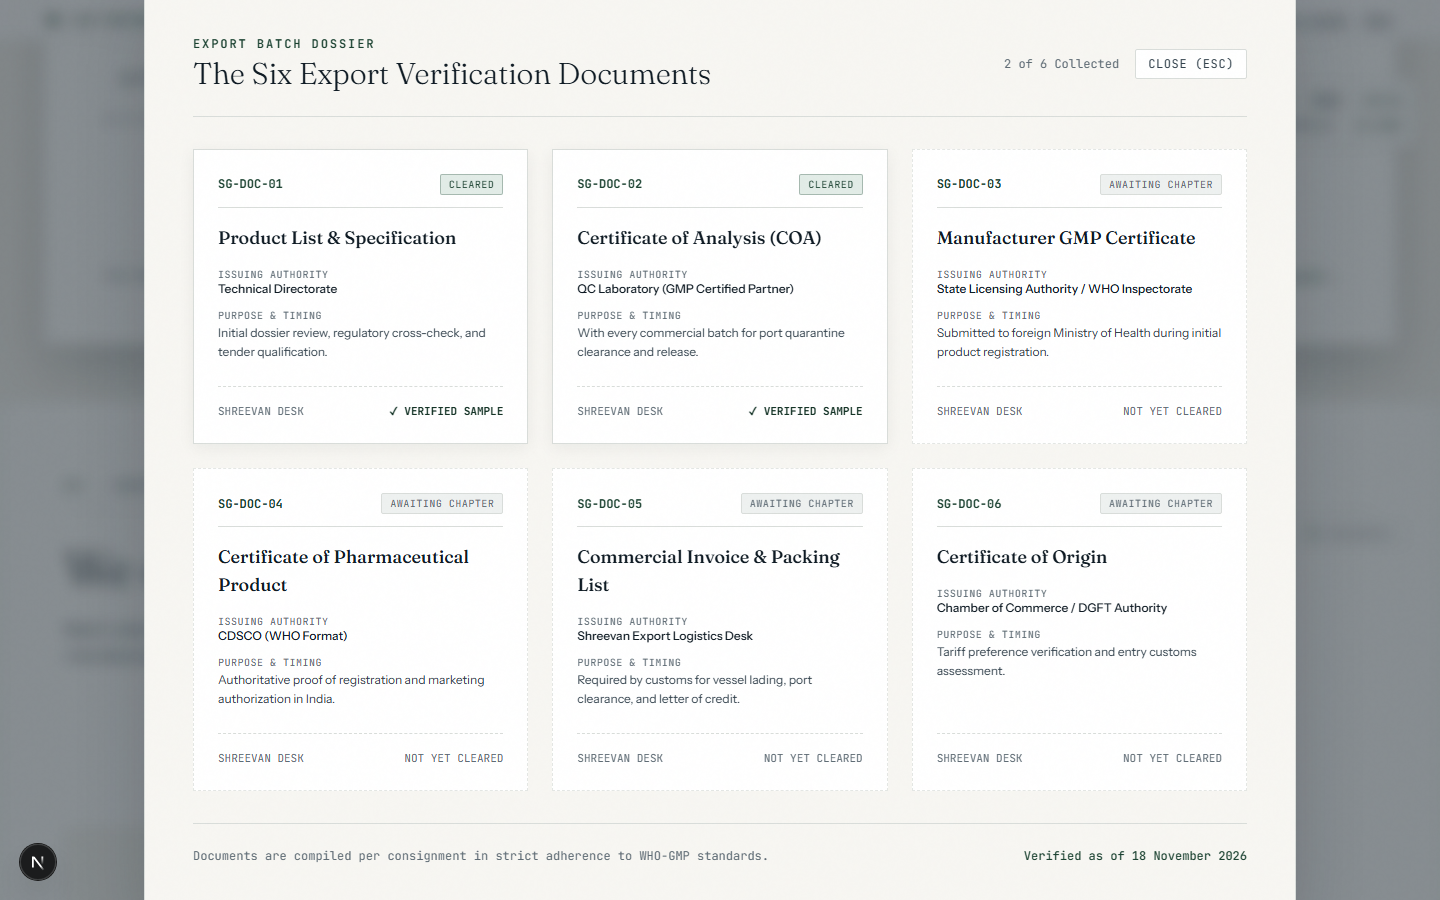 EXPORT BATCH DOSSIER
The Six Export Verification Documents
2 of 6 Collected
CLOSE (ESC)
SG-DOC-01
CLEARED
Product List & Specification
ISSUING AUTHORITY
Technical Directorate
PURPOSE & TIMING
Initial dossier review, regulatory cross-check, and
tender qualification.
SHREEVAN DESK
✓ VERIFIED SAMPLE
SG-DOC-02
CLEARED
Certificate of Analysis (COA)
ISSUING AUTHORITY
QC Laboratory (GMP Certified Partner)
PURPOSE & TIMING
With every commercial batch for port quarantine
clearance and release.
SHREEVAN DESK
✓ VERIFIED SAMPLE
SG-DOC-03
AWAITING CHAPTER
Manufacturer GMP Certificate
ISSUING AUTHORITY
State Licensing Authority / WHO Inspectorate
PURPOSE & TIMING
Submitted to foreign Ministry of Health during initial
product registration.
SHREEVAN DESK
NOT YET CLEARED
SG-DOC-04
AWAITING CHAPTER
Certificate of Pharmaceutical
Product
ISSUING AUTHORITY
CDSCO (WHO Format)
PURPOSE & TIMING
Authoritative proof of registration and marketing
authorization in India.
SHREEVAN DESK
NOT YET CLEARED
SG-DOC-05
AWAITING CHAPTER
Commercial Invoice & Packing
List
ISSUING AUTHORITY
Shreevan Export Logistics Desk
PURPOSE & TIMING
Required by customs for vessel lading, port
clearance, and letter of credit.
SHREEVAN DESK
NOT YET CLEARED
SG-DOC-06
AWAITING CHAPTER
Certificate of Origin
ISSUING AUTHORITY
Chamber of Commerce / DGFT Authority
PURPOSE & TIMING
Tariff preference verification and entry customs
assessment.
SHREEVAN DESK
NOT YET CLEARED
Documents are compiled per consignment in strict adherence to WHO-GMP standards.
Verified as of 18 November 2026
N